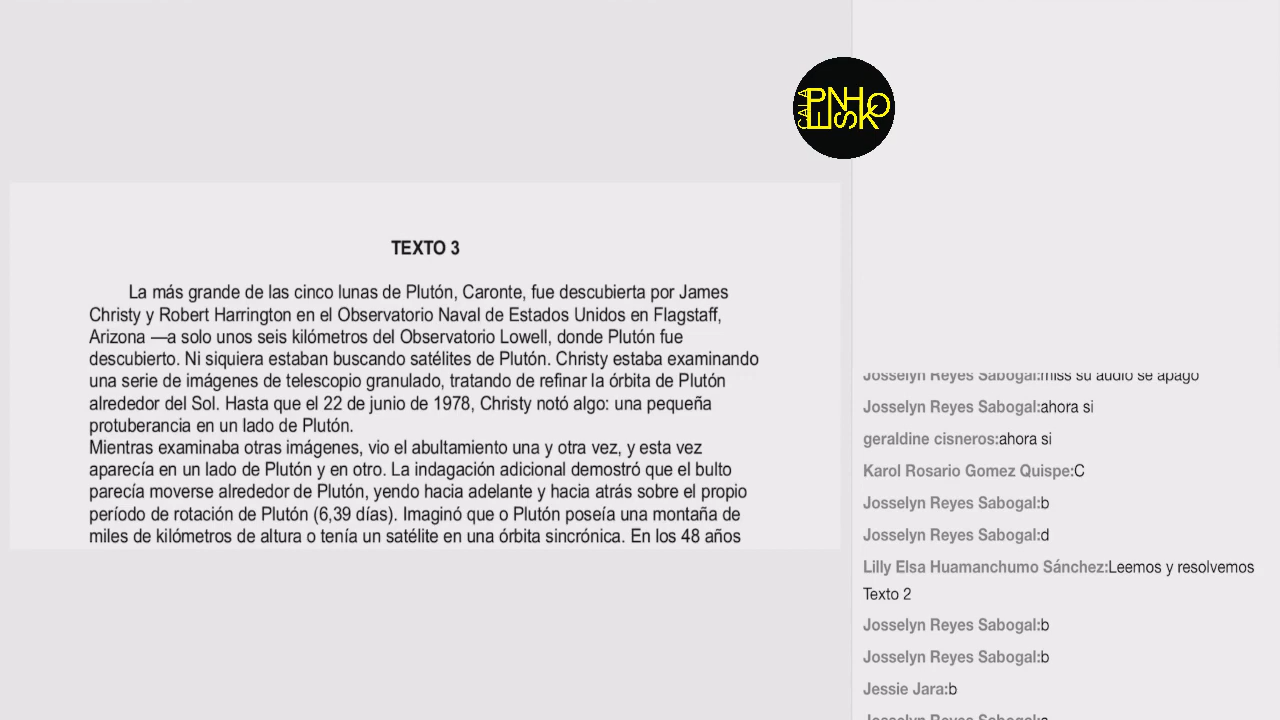 CALA
PENHO
ESK
TEXTO 3
La más grande de las cinco lunas de Plutón, Caronte, fue descubierta por James
Christy y Robert Harrington en el Observatorio Naval de Estados Unidos en Flagstaff,
Arizona —a solo unos seis kilómetros del Observatorio Lowell, donde Plutón fue
descubierto. Ni siquiera estaban buscando satélites de Plutón. Christy estaba examinando
una serie de imágenes de telescopio granulado, tratando de refinar la órbita de Plutón
alrededor del Sol. Hasta que el 22 de junio de 1978, Christy notó algo: una pequeña
protuberancia en un lado de Plutón.
Mientras examinaba otras imágenes, vio el abultamiento una y otra vez, y esta vez
aparecía en un lado de Plutón y en otro. La indagación adicional demostró que el bulto
parecía moverse alrededor de Plutón, yendo hacia adelante y hacia atrás sobre el propio
período de rotación de Plutón (6,39 días). Imaginó que o Plutón poseía una montaña de
miles de kilómetros de altura o tenía un satélite en una órbita sincrónica. En los 48 años
Josselyn Reyes Sabogal:miss su audio se apago
Josselyn Reyes Sabogal:ahora si
geraldine cisneros:ahora si
Karol Rosario Gomez Quispe:C
Josselyn Reyes Sabogal:b
Josselyn Reyes Sabogal:d
Lilly Elsa Huamanchumo Sánchez:Leemos y resolvemos
Texto 2
Josselyn Reyes Sabogal:b
Josselyn Reyes Sabogal:b
Jessie Jara:b
Josselyn Reyes Sabogal: